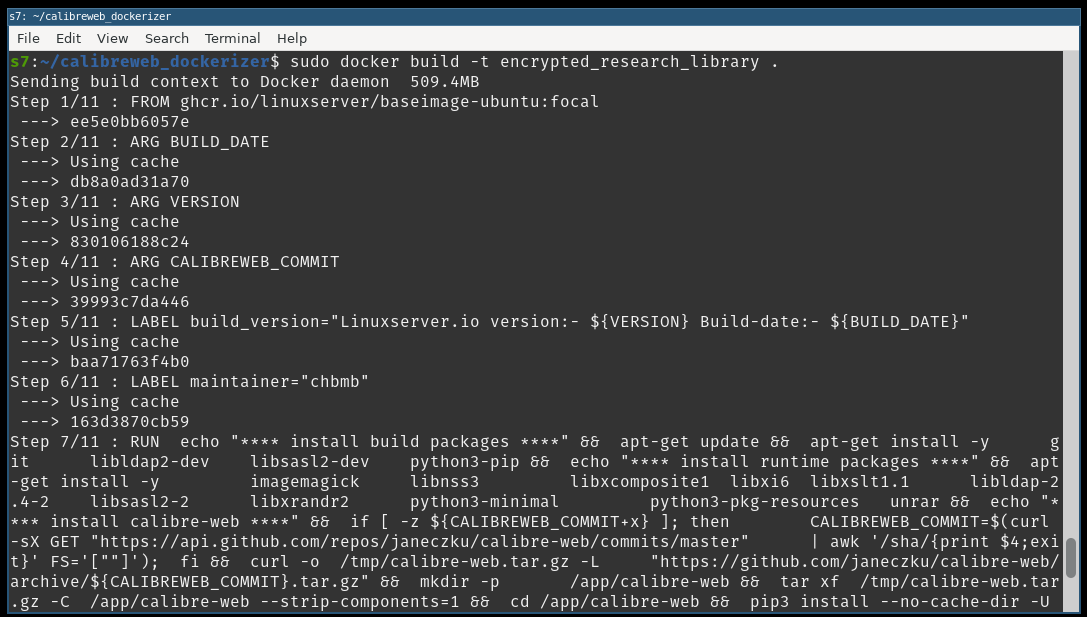 s7: ~/calibreweb_dockerizer
File Edit View Search Terminal Help
s7:~/calibreweb_dockerizer$ sudo docker build -t encrypted_research_library .
Sending build context to Docker daemon  509.4MB
Step 1/11 : FROM ghcr.io/linuxserver/baseimage-ubuntu:focal
 ---> ee5e0bb6057e
Step 2/11 : ARG BUILD_DATE
 ---> Using cache
 ---> db8a0ad31a70
Step 3/11 : ARG VERSION
 ---> Using cache
 ---> 830106188c24
Step 4/11 : ARG CALIBREWEB_COMMIT
 ---> Using cache
 ---> 39993c7da446
Step 5/11 : LABEL build_version="Linuxserver.io version:- ${VERSION} Build-date:- ${BUILD_DATE}"
 ---> Using cache
 ---> baa71763f4b0
Step 6/11 : LABEL maintainer="chbmb"
 ---> Using cache
 ---> 163d3870cb59
Step 7/11 : RUN  echo "**** install build packages ****" &&  apt-get update &&  apt-get install -y      g
it      libldap2-dev    libsasl2-dev    python3-pip &&  echo "**** install runtime packages ****" &&  apt
-get install -y         imagemagick     libnss3         libxcomposite1  libxi6  libxslt1.1      libldap-2
.4-2    libsasl2-2      libxrandr2      python3-minimal         python3-pkg-resources   unrar &&  echo "*
*** install calibre-web ****" &&  if [ -z ${CALIBREWEB_COMMIT+x} ]; then        CALIBREWEB_COMMIT=$(curl 
-sX GET "https://api.github.com/repos/janeczku/calibre-web/commits/master"      | awk '/sha/{print $4;exi
t}' FS='[""]');  fi &&  curl -o  /tmp/calibre-web.tar.gz -L     "https://github.com/janeczku/calibre-web/
archive/${CALIBREWEB_COMMIT}.tar.gz" &&  mkdir -p       /app/calibre-web &&  tar xf  /tmp/calibre-web.tar
.gz -C  /app/calibre-web --strip-components=1 &&  cd /app/calibre-web &&  pip3 install --no-cache-dir -U